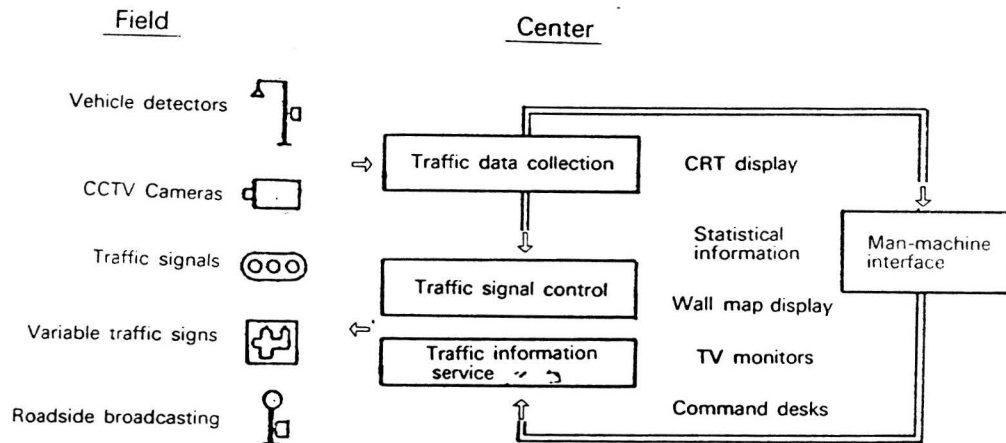 Field
Center
Vehicle detectors
CCTV Cameras
Traffic signals
Variable traffic signs
Roadside broadcasting
Traffic data collection
Traffic signal control
Traffic information
service
CRT display
Statistical
information
Wall map display
TV monitors
Command desks
Man-machine
interface